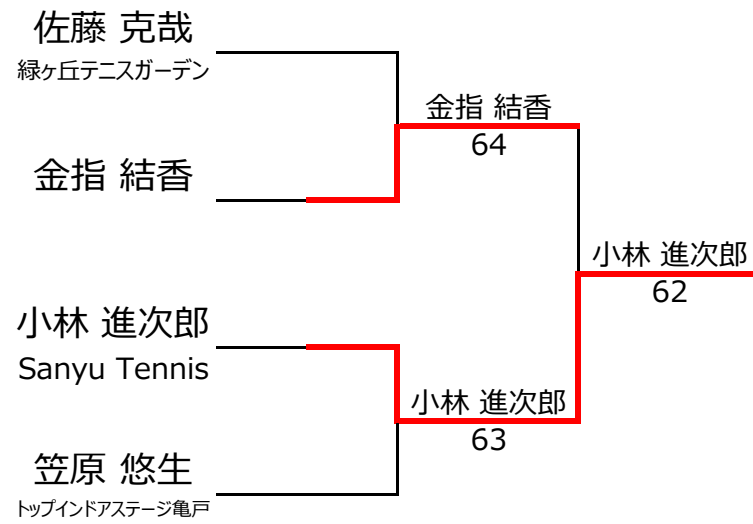 佐藤 克哉
緑ヶ丘テニスガーデン
金指 結香
64
金指 結香
小林 進次郎
62
小林 進次郎
Sanyu Tennis
小林 進次郎
63
笠原 悠生
トップインドアステージ亀戸